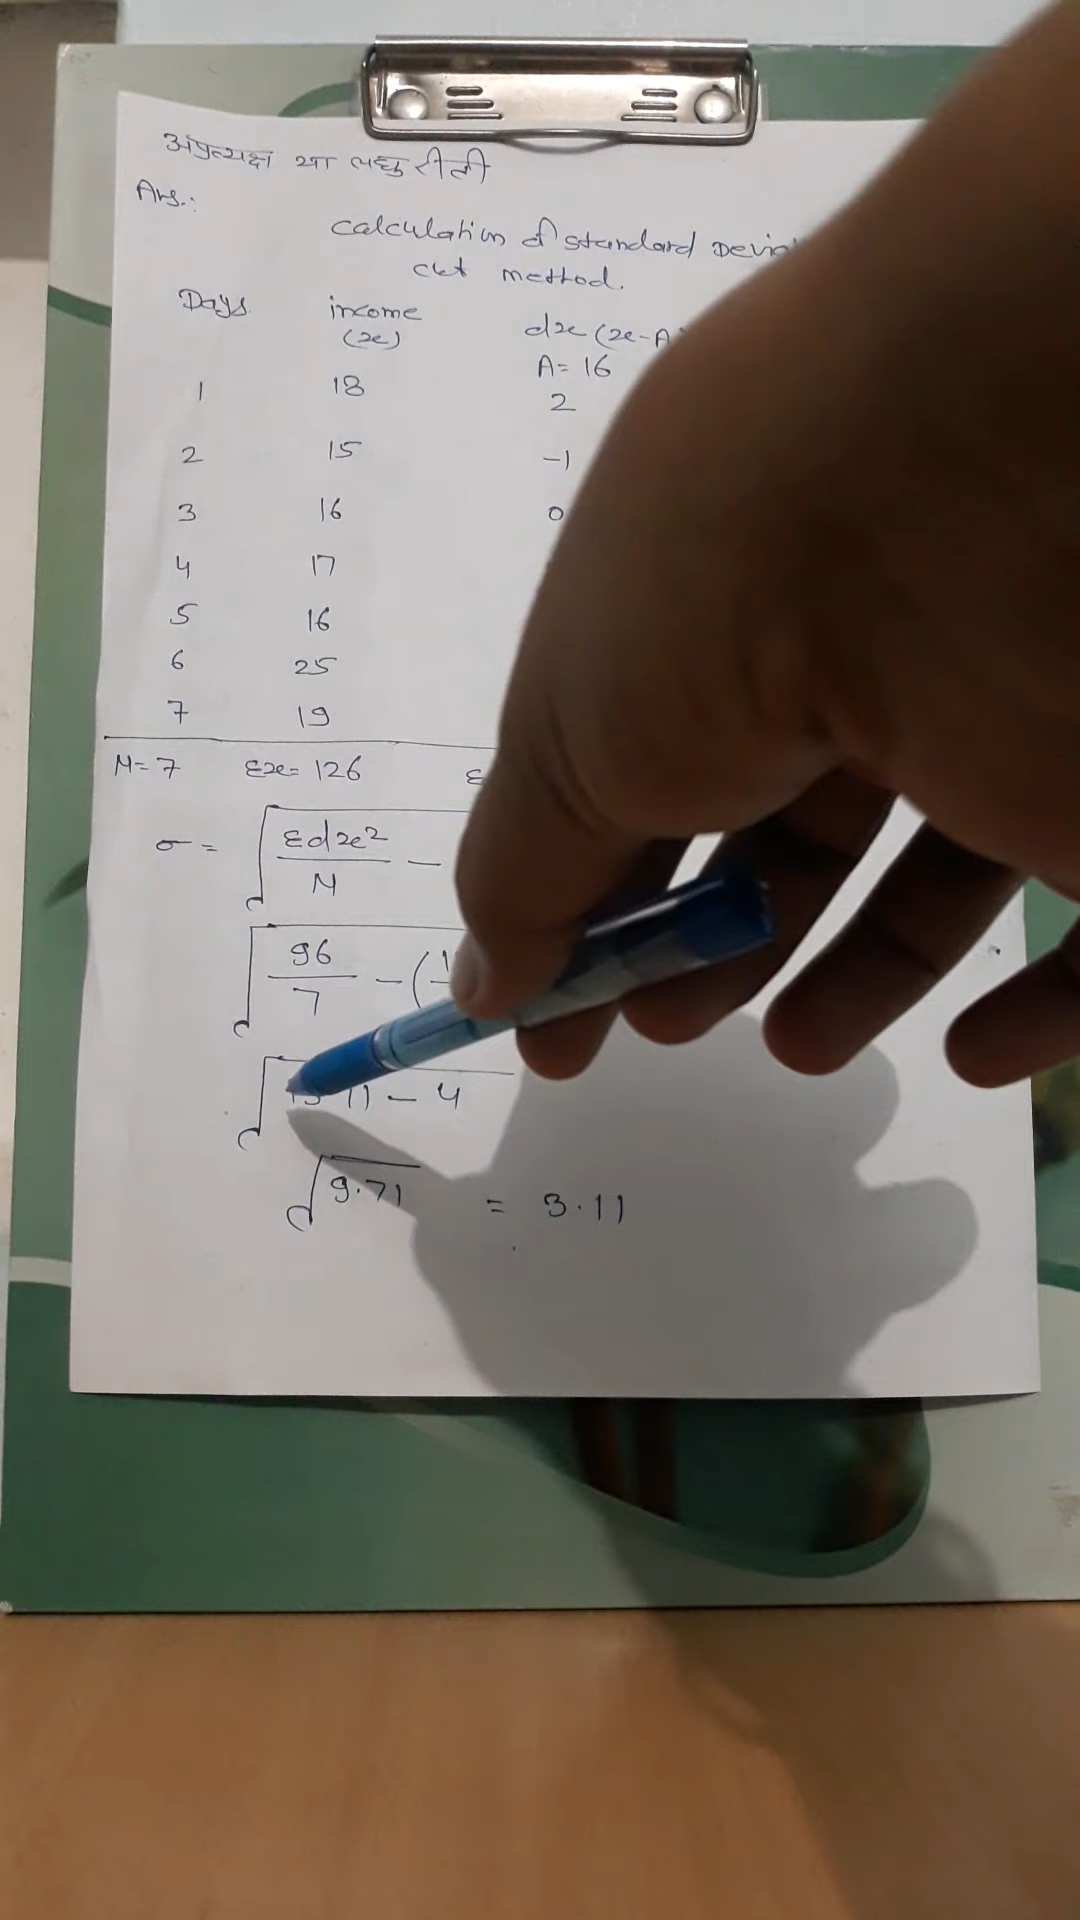 अप्रत्यक्ष या लघु रीती
Ans.:
calculation of standard
cut method.
Days income dx (x-A
(x) A= 16
1 18 2
2 15 -1
3 16 0
4 17
5 16
6 25
7 19
N= 7 Σx= 126 Σ
σ = √ Σdx² / N -
√ 96 / 7 - (
11 - 4
√ 9.71 = 3.11